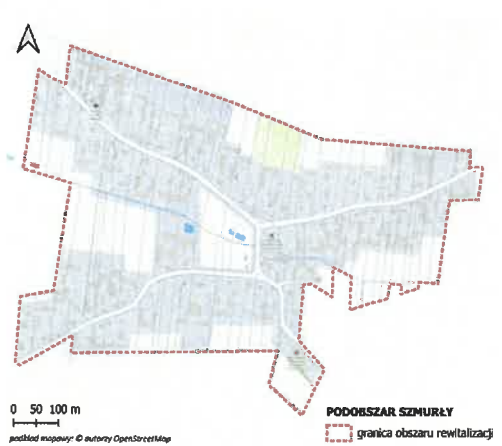 0 50 100 m
podkład mapowy: © autorzy OpenStreetMap
PODOBSZAR SZMURŁY
granica obszaru rewitalizacji